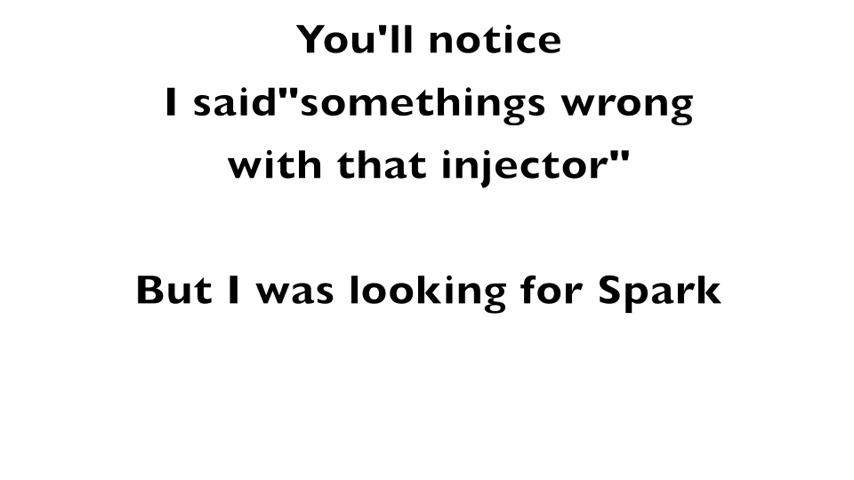 You'll notice
I said"somethings wrong
with that injector"
But I was looking for Spark